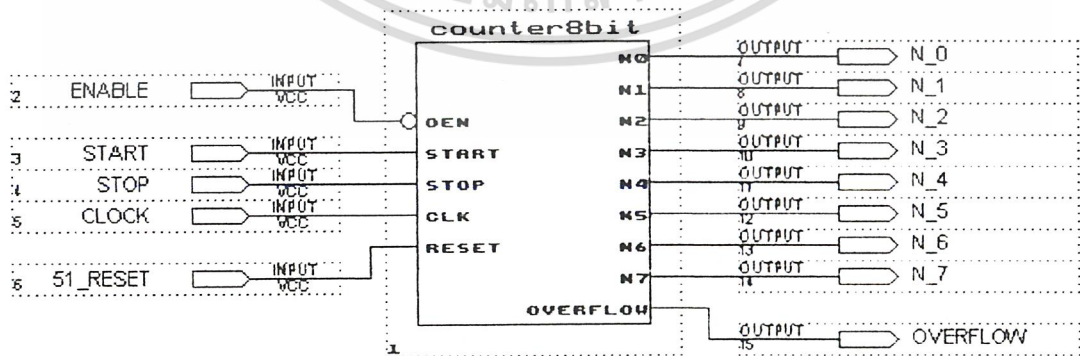 counter8bit
N0 OUTPUT 7 N_0
2 ENABLE INPUT VCC N1 OUTPUT 8 N_1
OEN N2 OUTPUT 9 N_2
3 START INPUT VCC START N3 OUTPUT 10 N_3
4 STOP INPUT VCC STOP N4 OUTPUT 11 N_4
5 CLOCK INPUT VCC CLK N5 OUTPUT 12 N_5
RESET N6 OUTPUT 13 N_6
6 51_RESET INPUT VCC N7 OUTPUT 14 N_7
OVERFLOW OUTPUT 15 OVERFLOW
1